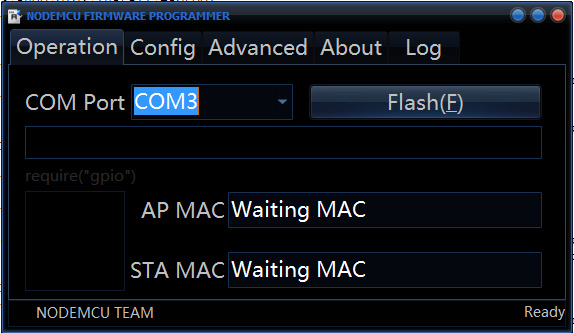 NODEMCU FIRMWARE PROGRAMMER
Operation Config Advanced About Log
COM Port COM3 Flash(F)
require("gpio")
AP MAC Waiting MAC
STA MAC Waiting MAC
NODEMCU TEAM Ready